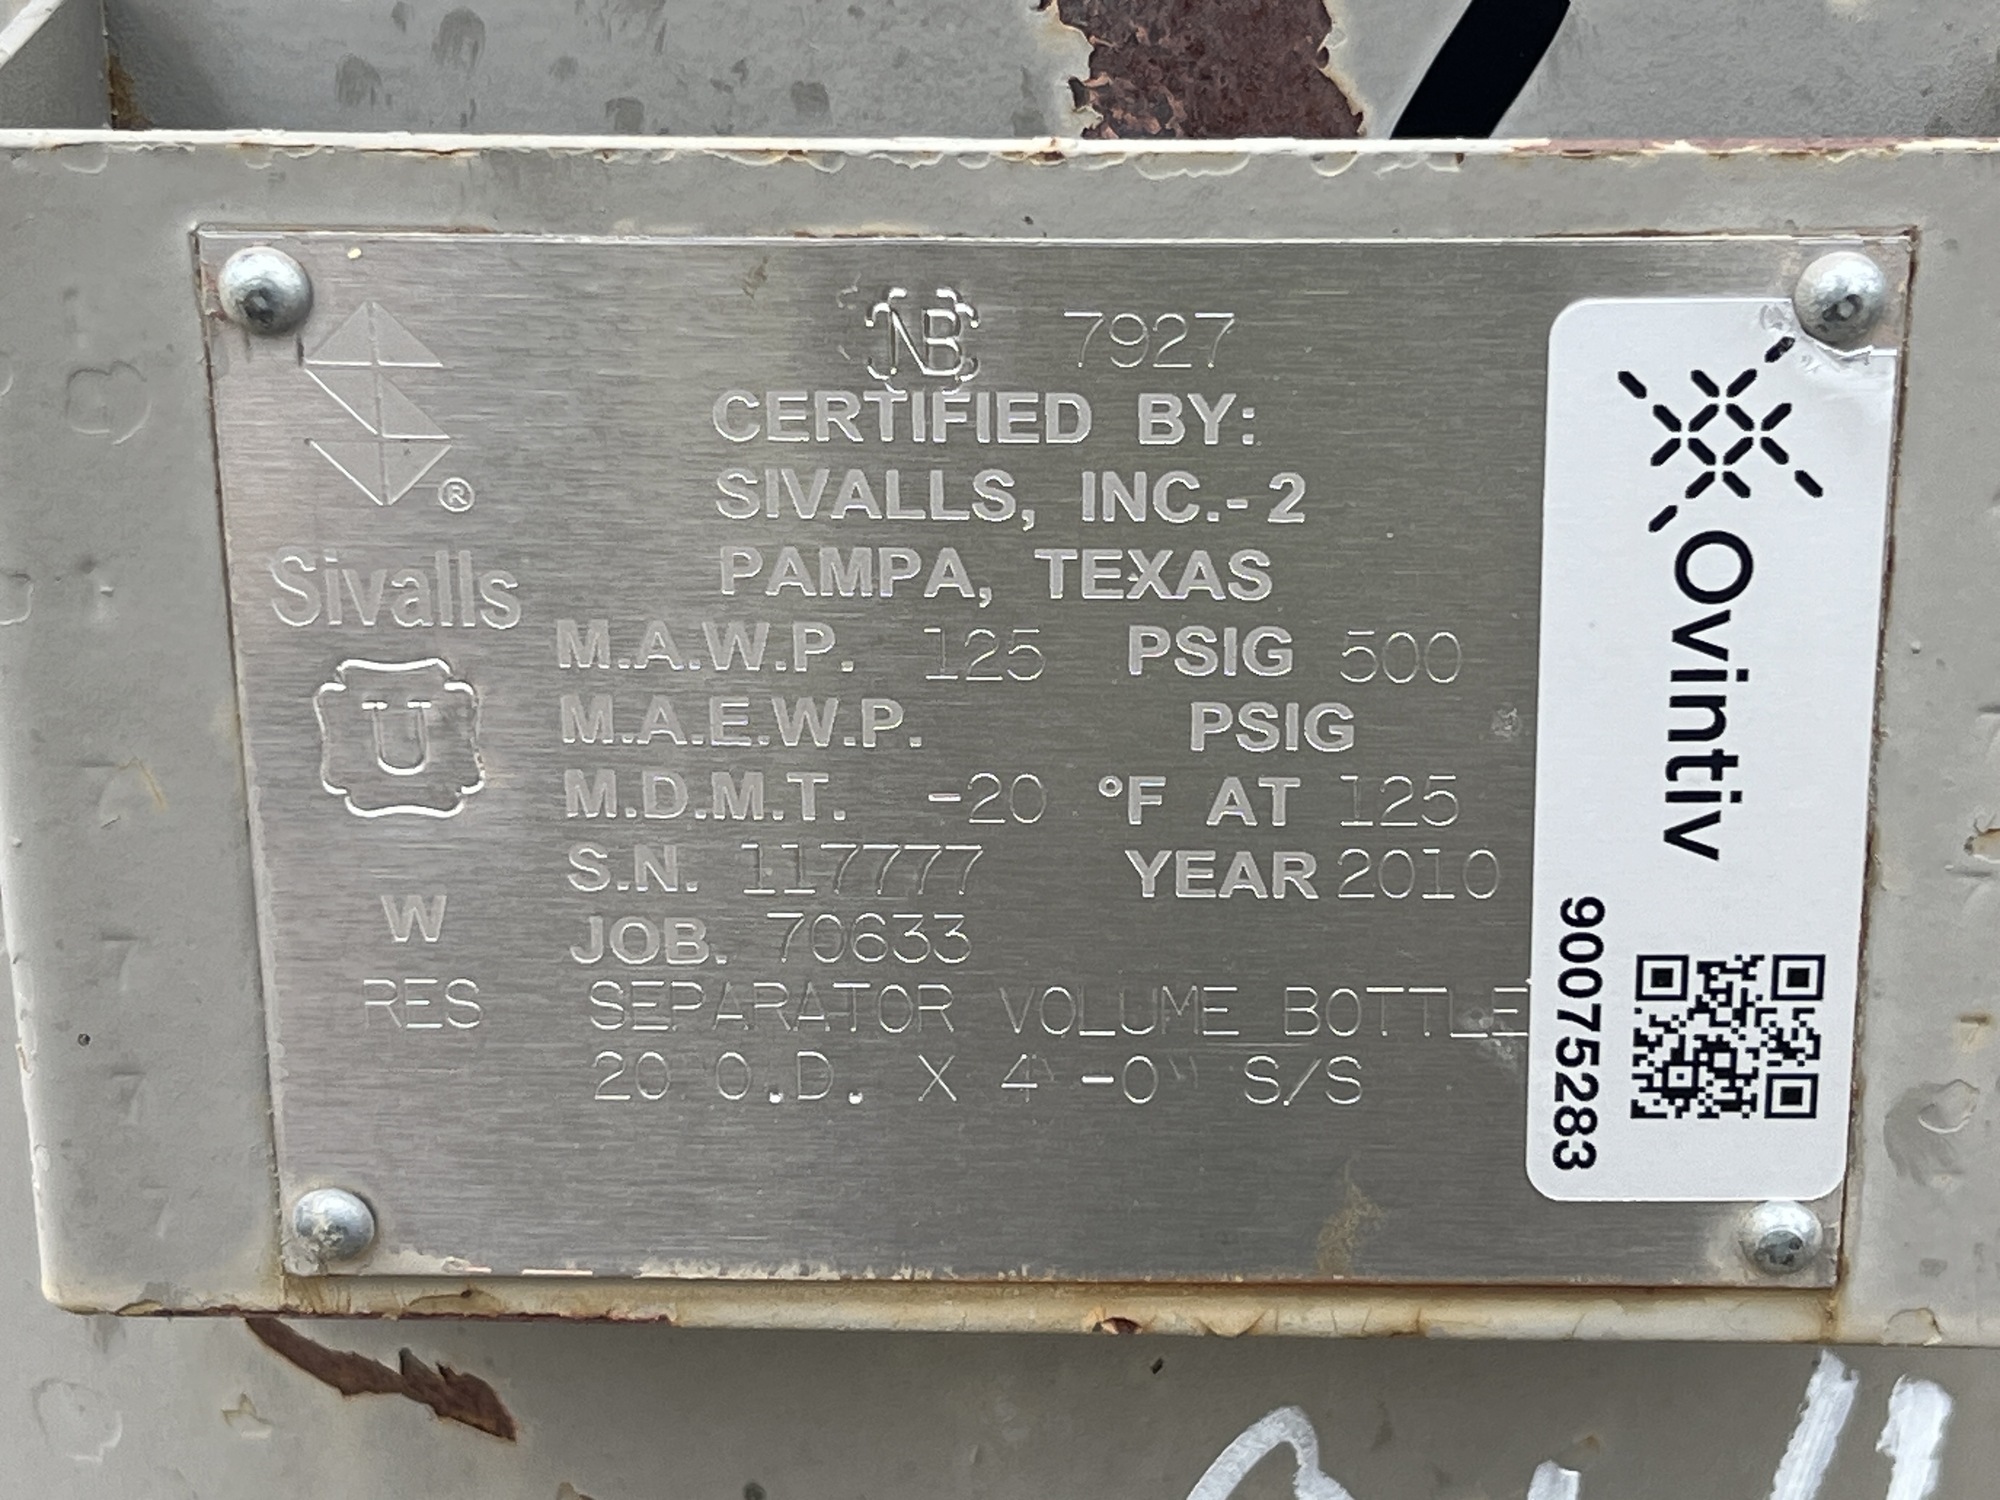 NB 7927
CERTIFIED BY:
SIVALLS, INC.-2
PAMPA, TEXAS
®
Sivalls
U
W
RES
M.A.W.P. 125 PSIG 500
M.A.E.W.P. PSIG
M.D.M.T. -20 °F AT 125
S.N. 117777 YEAR 2010
JOB. 70633
SEPARATOR VOLUME BOTTLE
20 O.D. X 4'-0" S/S
Ovintiv
90075283